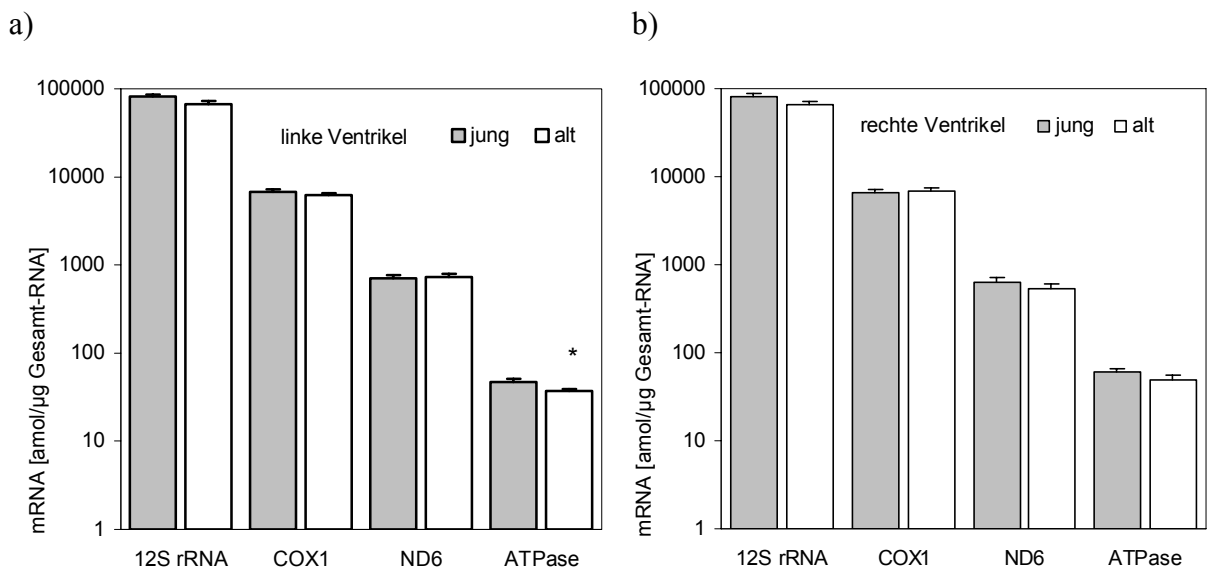 a)
b)
mRNA [amol/µg Gesamt-RNA]
100000
10000
1000
100
10
1
linke Ventrikel jung alt
*
12S rRNA COX1 ND6 ATPase
mRNA [amol/µg Gesamt-RNA]
100000
10000
1000
100
10
1
rechte Ventrikel jung alt
12S rRNA COX1 ND6 ATPase